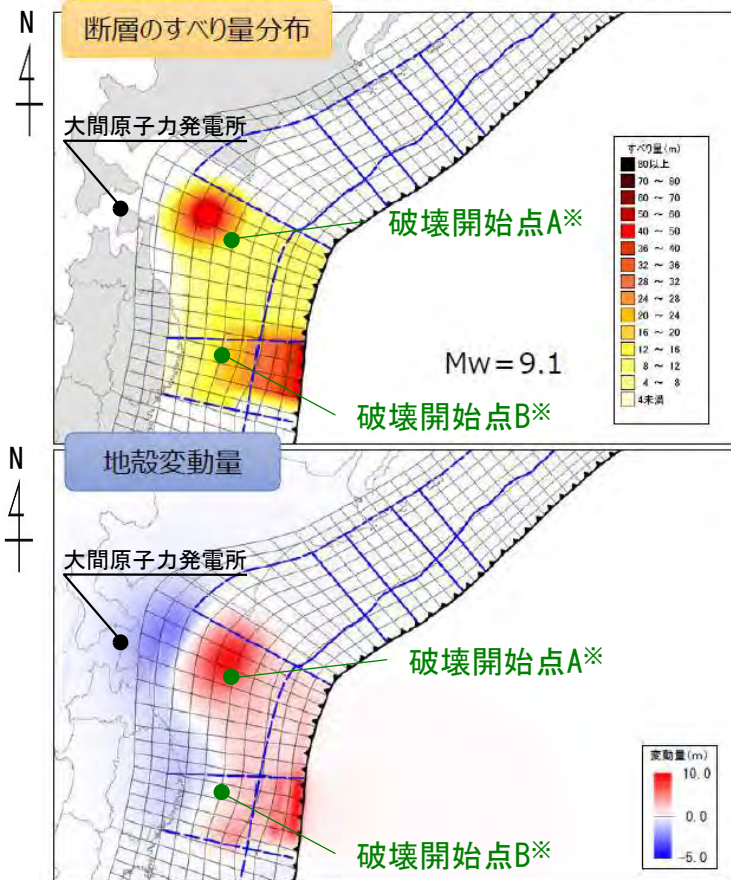 断層のすべり量分布
N
大間原子力発電所
すべり量(m)
80以上
70 ～ 80
60 ～ 70
50 ～ 60
40 ～ 50
36 ～ 40
32 ～ 36
28 ～ 32
24 ～ 28
20 ～ 24
16 ～ 20
12 ～ 16
8 ～ 12
4 ～ 8
4未満
破壊開始点A※
Mw＝9.1
破壊開始点B※
地殻変動量
N
大間原子力発電所
破壊開始点A※
変動量(m)
10.0
0.0
-5.0
破壊開始点B※